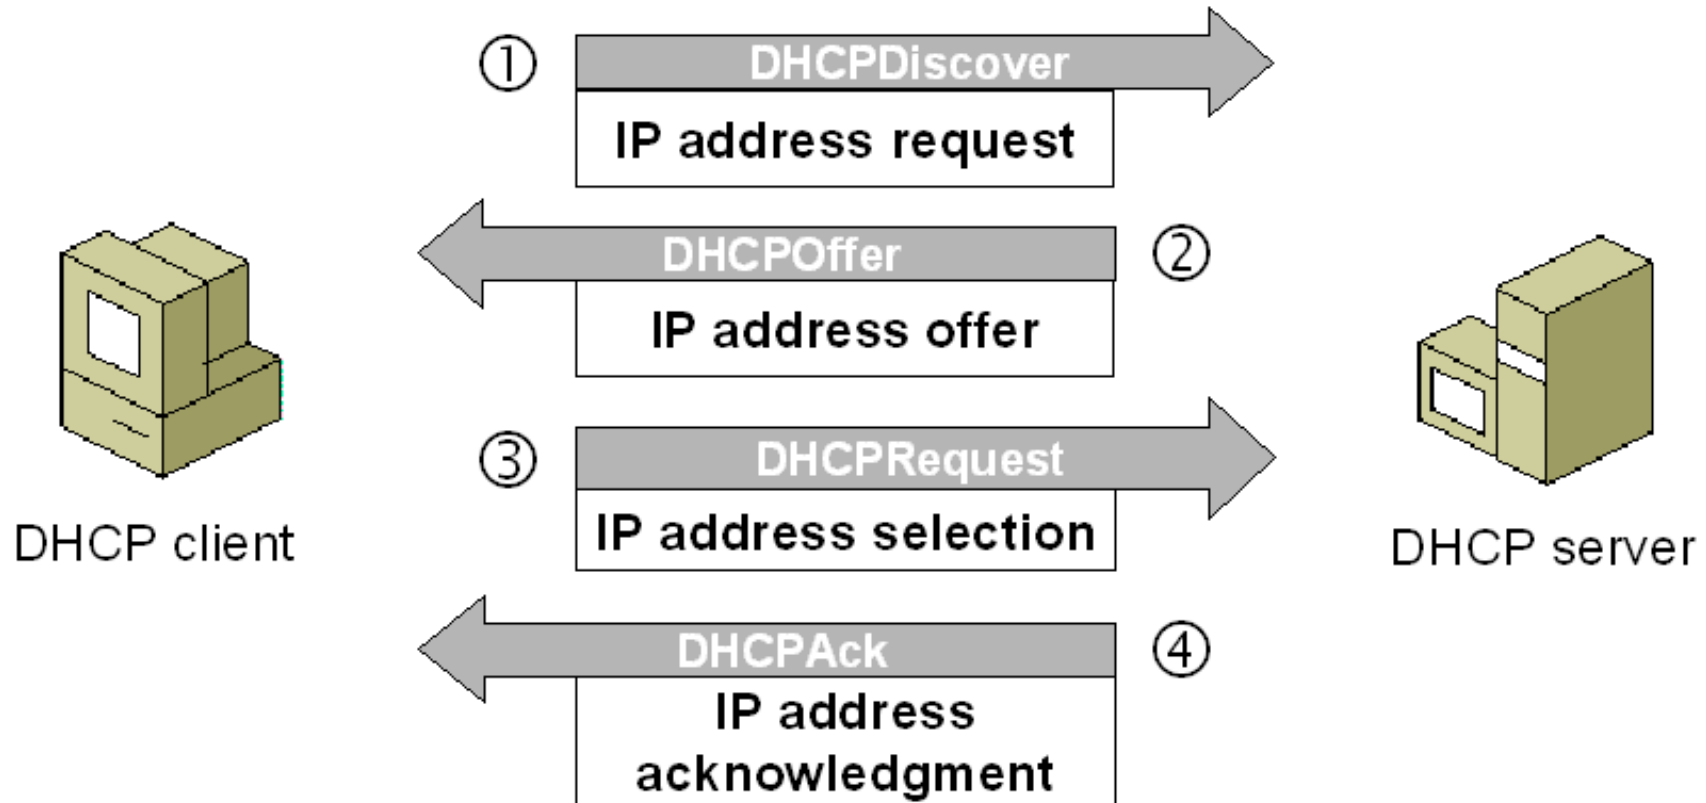 ①
DHCPDiscover
IP address request
DHCPOffer
②
IP address offer
③
DHCPRequest
IP address selection
DHCP client
DHCP server
DHCPAck
④
IP address
acknowledgment